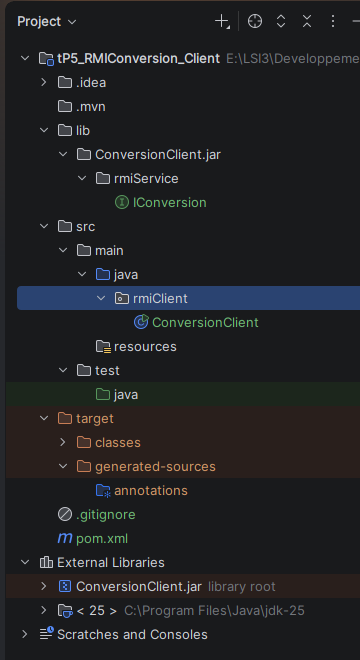 Project
tP5_RMIConversion_Client E:\LSI3\Developpeme
.idea
.mvn
lib
ConversionClient.jar
rmiService
IConversion
src
main
java
rmiClient
ConversionClient
resources
test
java
target
classes
generated-sources
annotations
.gitignore
pom.xml
External Libraries
ConversionClient.jar library root
< 25 > C:\Program Files\Java\jdk-25
Scratches and Consoles